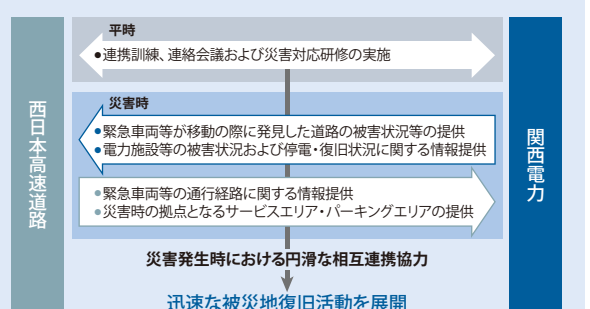 西日本高速道路
平時
●連携訓練、連絡会議および災害対応研修の実施
災害時
●緊急車両等が移動の際に発見した道路の被害状況等の提供
●電力施設等の被害状況および停電・復旧状況に関する情報提供
●緊急車両等の通行経路に関する情報提供
●災害時の拠点となるサービスエリア・パーキングエリアの提供
災害発生時における円滑な相互連携協力
迅速な被災地復旧活動を展開
関西電力